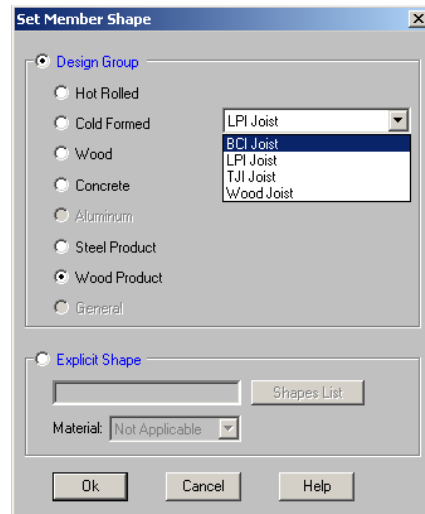 Set Member Shape
Design Group
Hot Rolled
Cold Formed
LPI Joist
BCI Joist
LPI Joist
TJI Joist
Wood Joist
Wood
Concrete
Aluminum
Steel Product
Wood Product
General
Explicit Shape
Shapes List
Material: Not Applicable
Ok Cancel Help